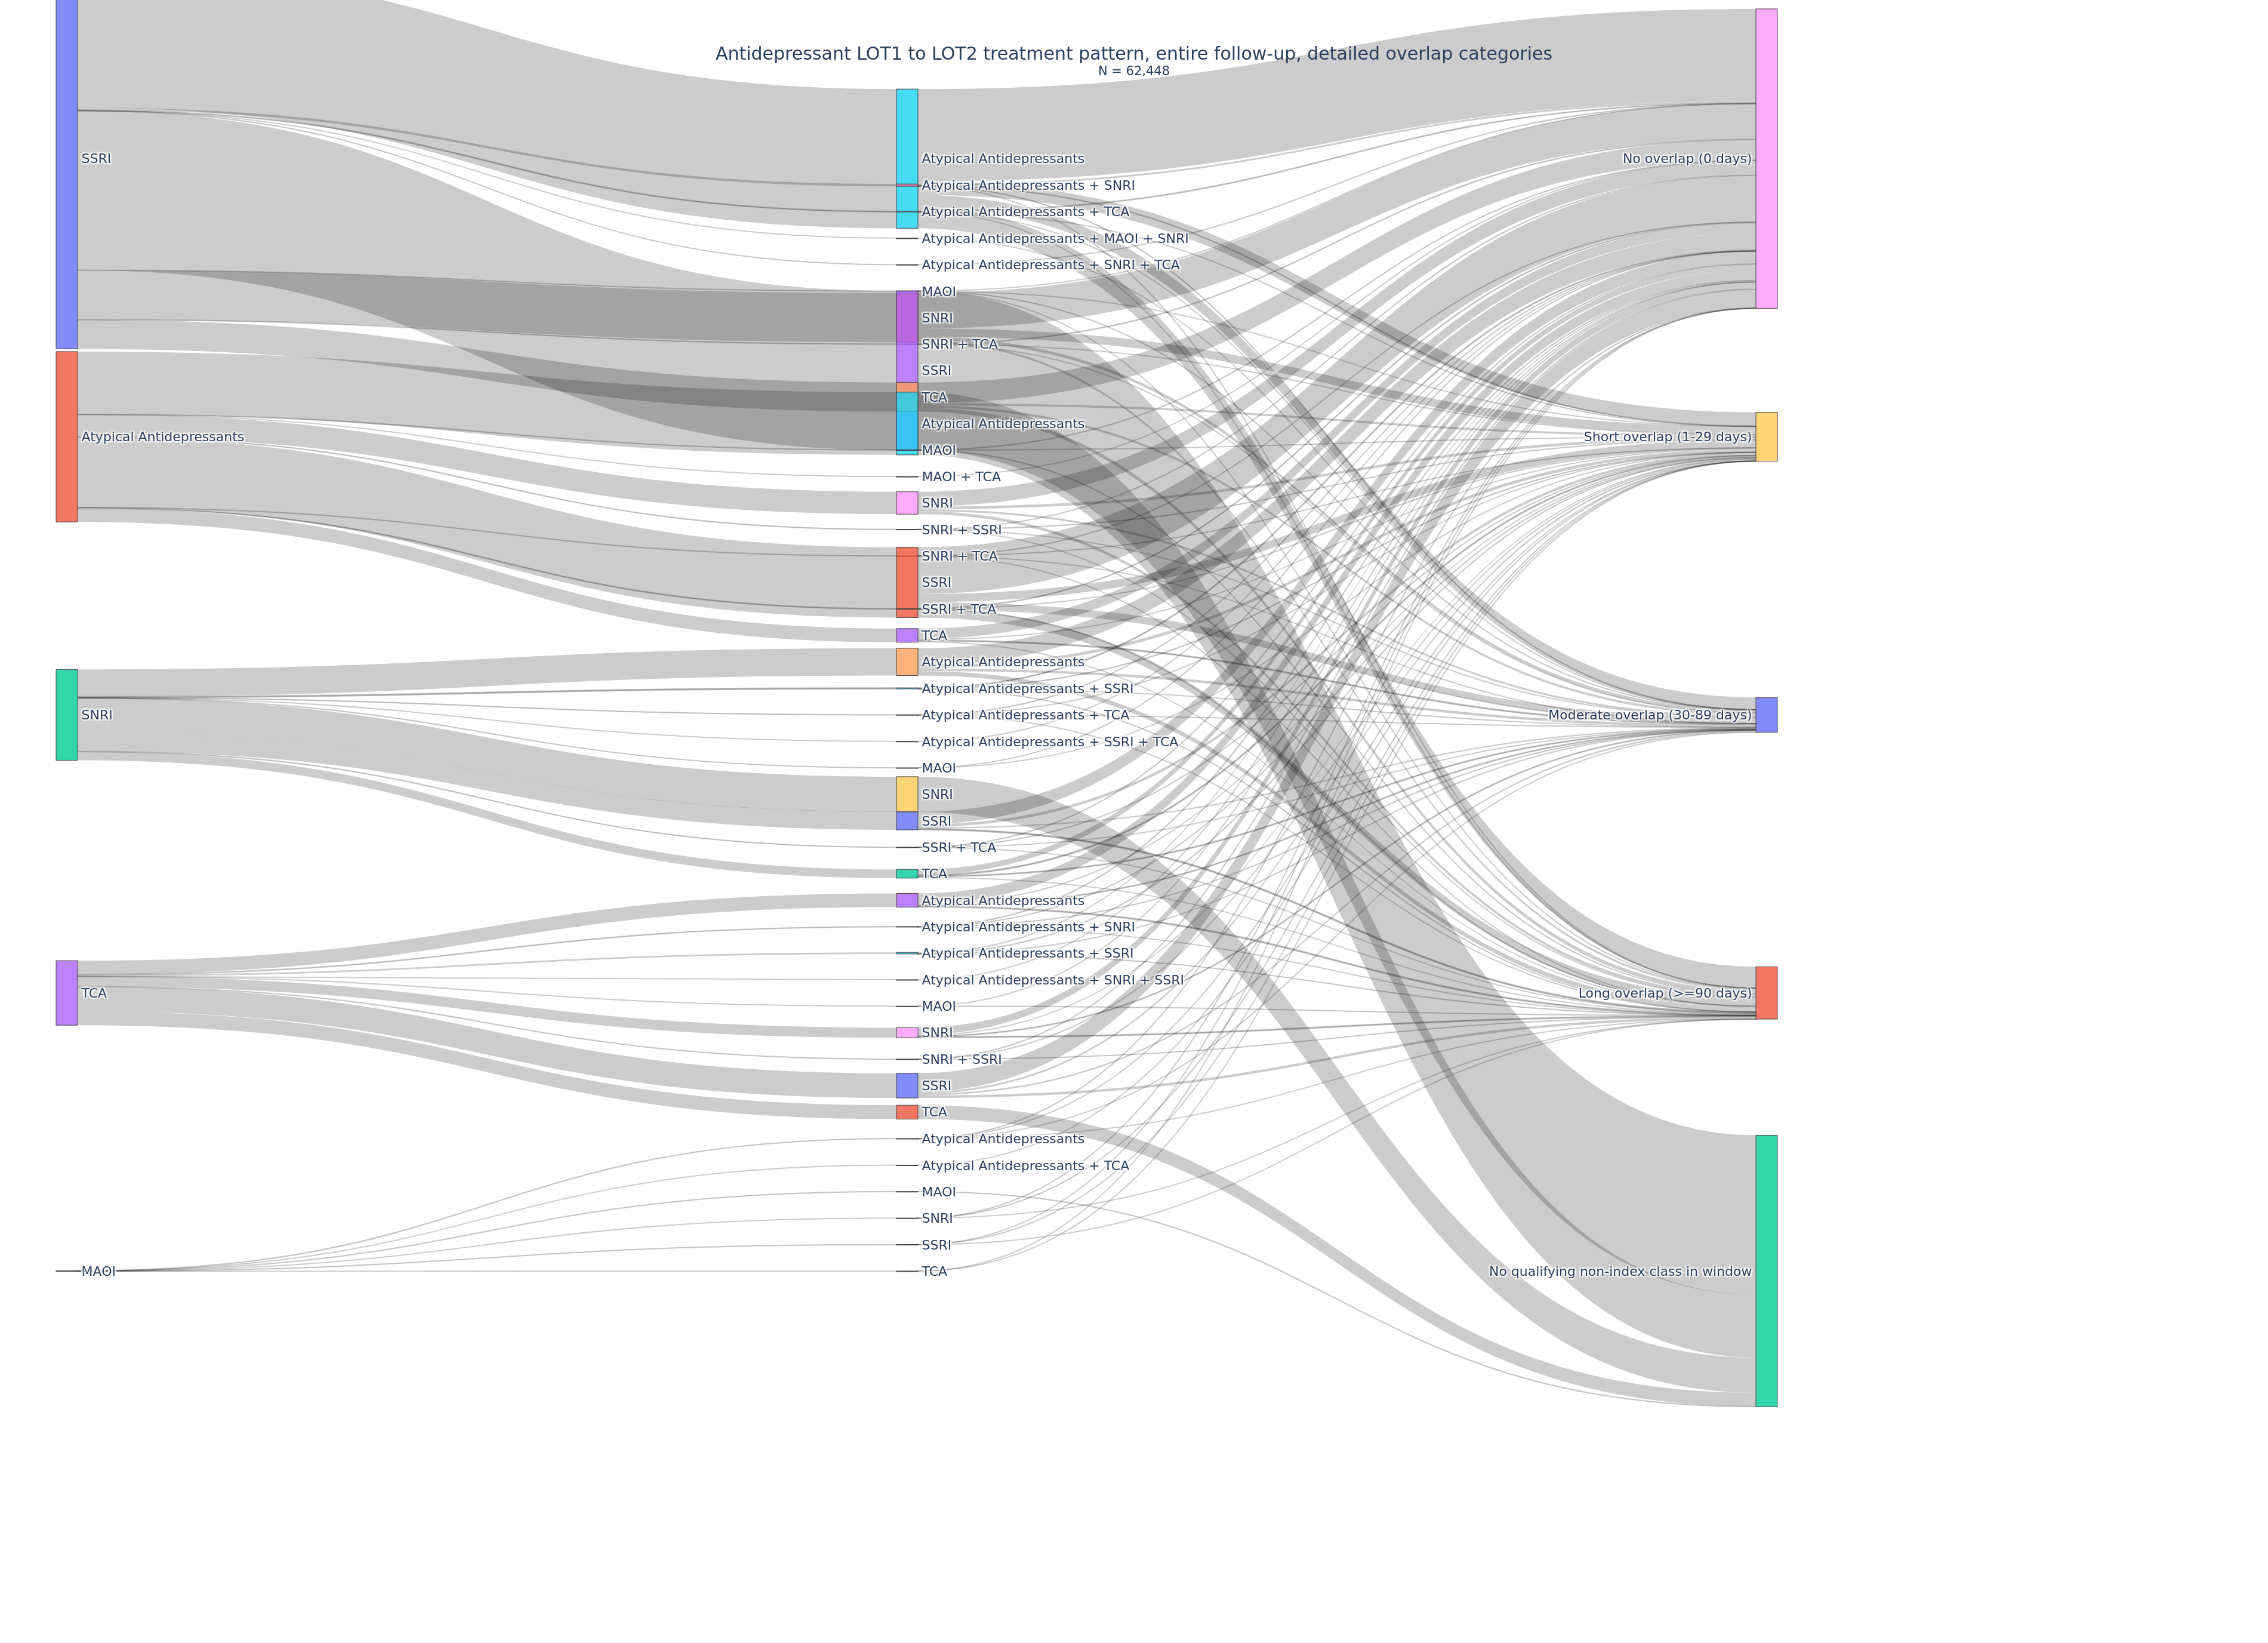 Antidepressant LOT1 to LOT2 treatment pattern, entire follow-up, detailed overlap categories
N = 62,448
SSRI
Atypical Antidepressants
SNRI
TCA
MAOI
Atypical Antidepressants
Atypical Antidepressants + SNRI
Atypical Antidepressants + TCA
Atypical Antidepressants + MAOI + SNRI
Atypical Antidepressants + SNRI + TCA
MAOI
SNRI
SNRI + TCA
SSRI
TCA
Atypical Antidepressants
MAOI
MAOI + TCA
SNRI
SNRI + SSRI
SNRI + TCA
SSRI
SSRI + TCA
TCA
Atypical Antidepressants
Atypical Antidepressants + SSRI
Atypical Antidepressants + TCA
Atypical Antidepressants + SSRI + TCA
MAOI
SNRI
SSRI
SSRI + TCA
TCA
Atypical Antidepressants
Atypical Antidepressants + SNRI
Atypical Antidepressants + SSRI
Atypical Antidepressants + SNRI + SSRI
MAOI
SNRI
SNRI + SSRI
SSRI
TCA
Atypical Antidepressants
Atypical Antidepressants + TCA
MAOI
SNRI
SSRI
TCA
No overlap (0 days)
Short overlap (1-29 days)
Moderate overlap (30-89 days)
Long overlap (>=90 days)
No qualifying non-index class in window